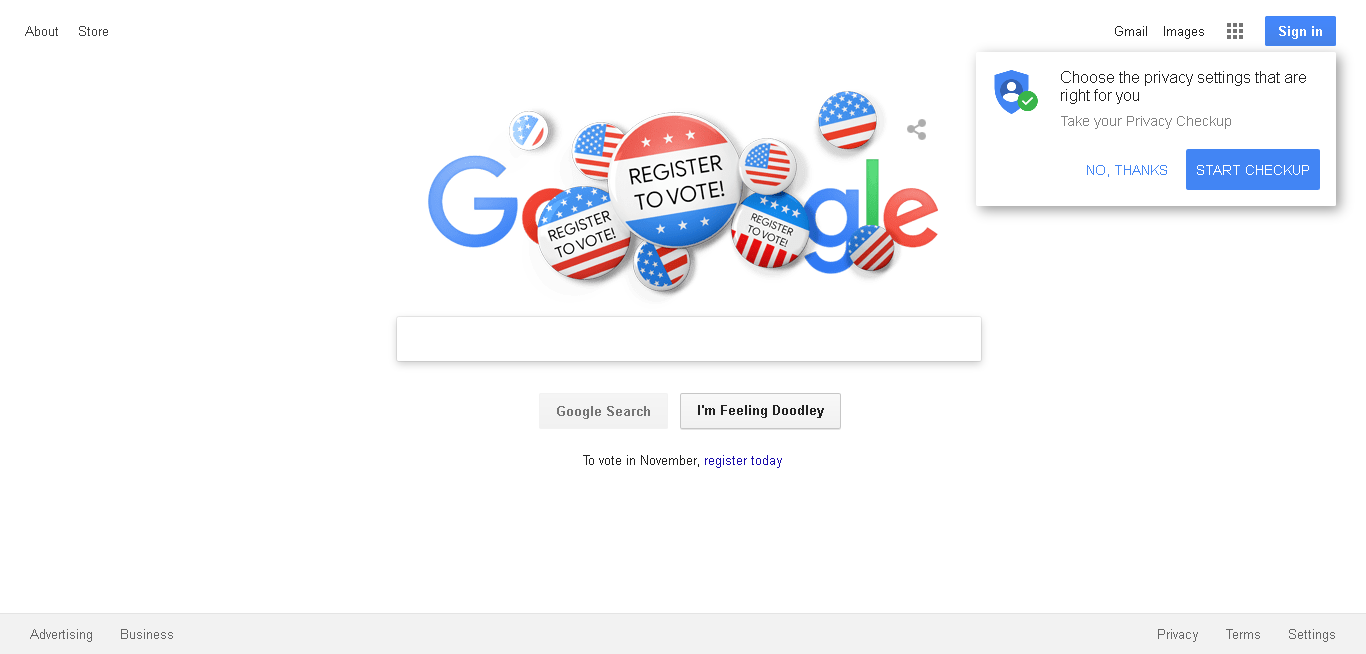 About Store
Gmail Images Sign in
Choose the privacy settings that are
right for you
Take your Privacy Checkup
NO, THANKS START CHECKUP
Google
REGISTER
TO VOTE!
REGISTER
TO VOTE!
REGISTER
TO VOTE!
Google Search I'm Feeling Doodley
To vote in November, register today
Advertising Business
Privacy Terms Settings